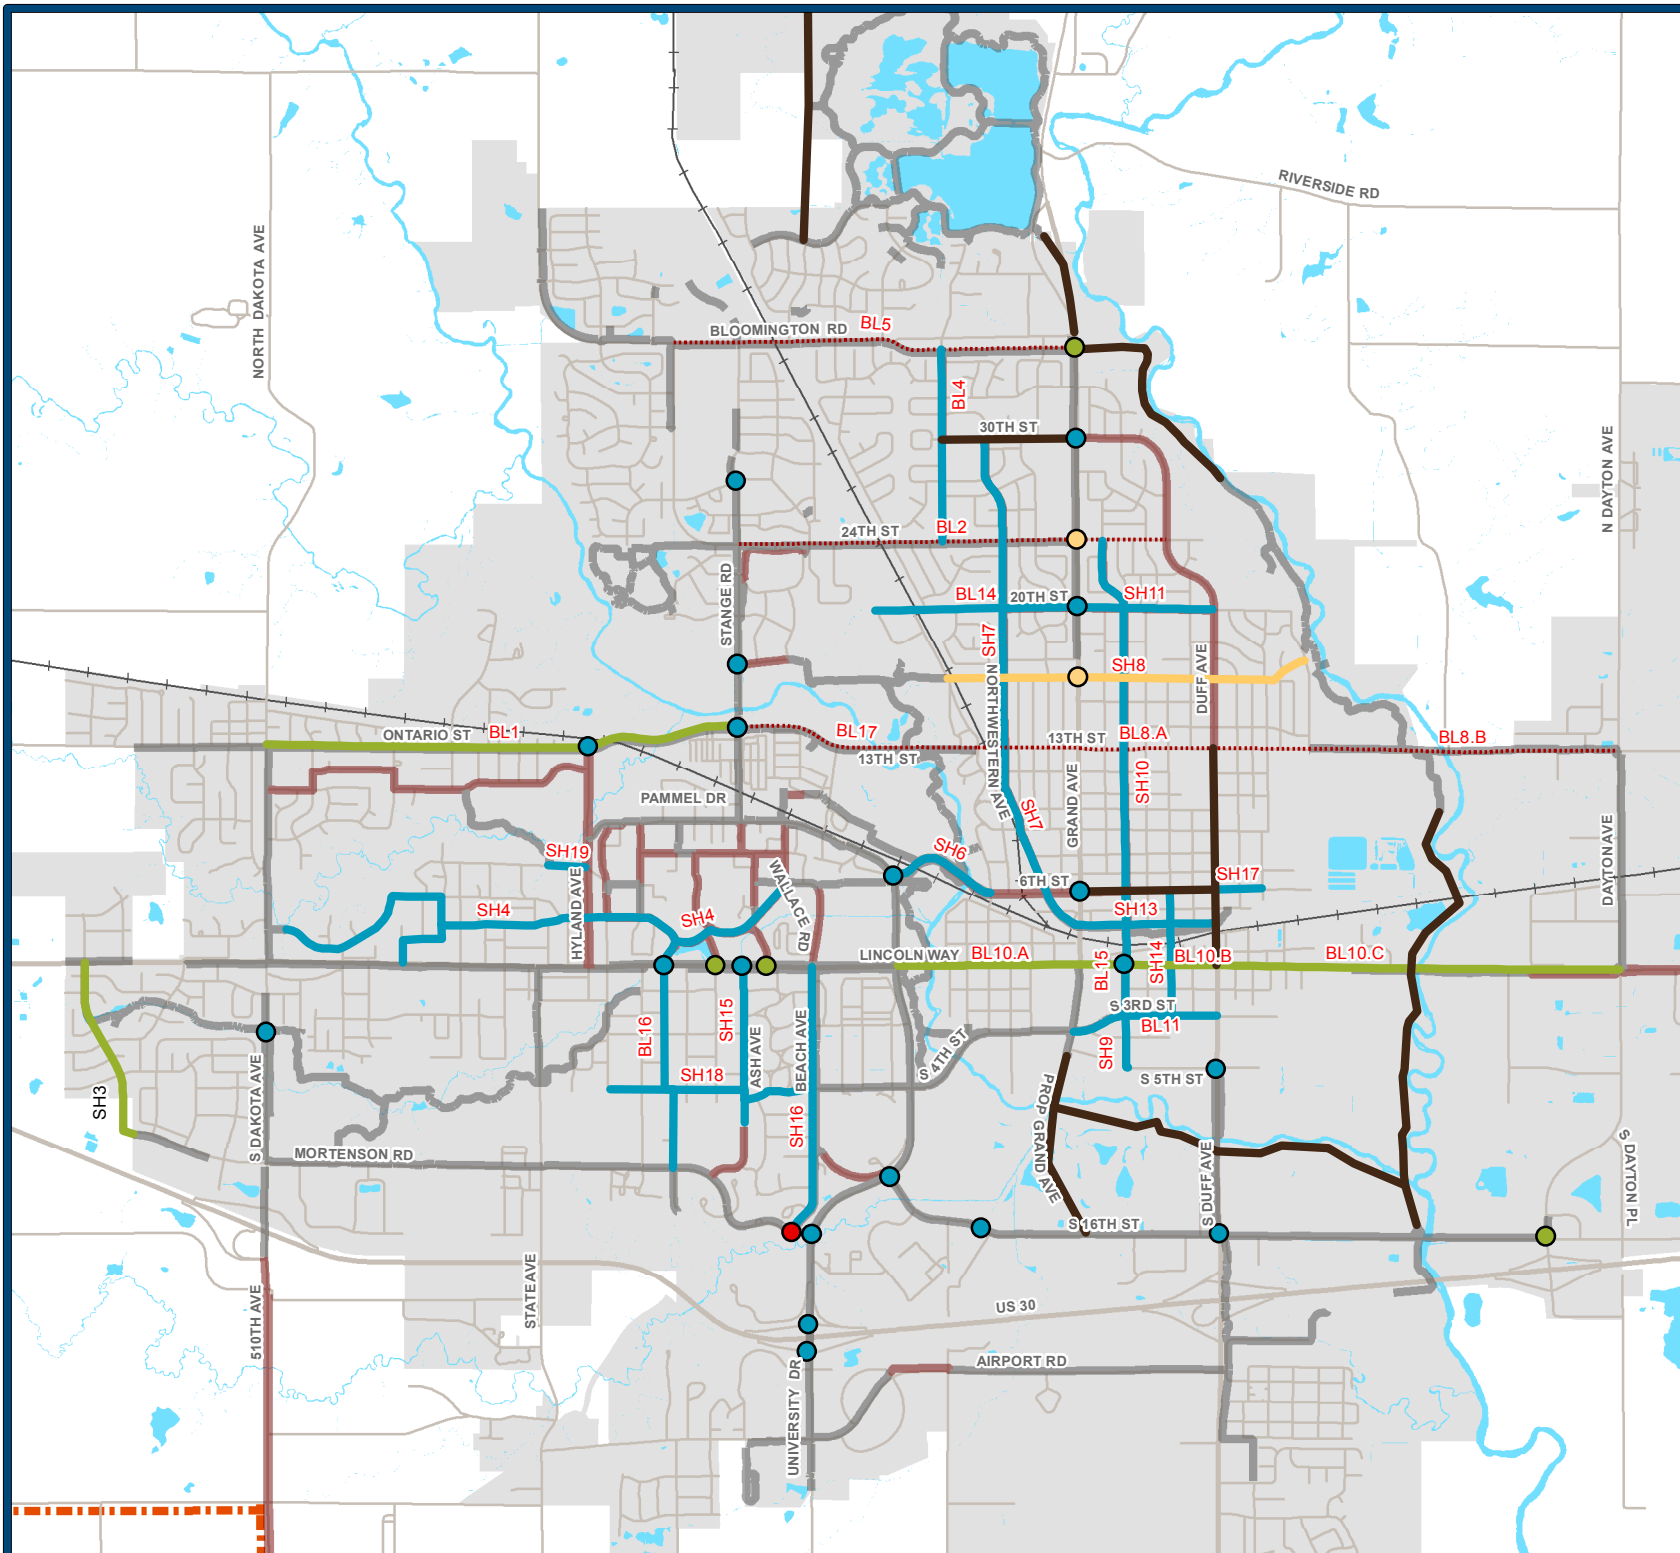 RIVERSIDE RD
NORTH DAKOTA AVE
BLOOMINGTON RD
BL5
BL4
30TH ST
N DAYTON AVE
24TH ST
BL2
STANGE RD
BL14
20TH ST
SH11
SH7
SH8
NORTHWESTERN AVE
DUFF AVE
ONTARIO ST
BL1
BL17
13TH ST
BL8.A
BL8.B
13TH ST
PAMMEL DR
SH10
SH7
GRAND AVE
DAYTON AVE
SH19
SH6
WALLACE RD
6TH ST
SH17
HYLAND AVE
SH4
SH4
SH13
LINCOLN WAY
BL10.A
BL15
SH14
BL10.B
BL10.C
S 3RD ST
BL11
BL16
SH15
ASH AVE
BEACH AVE
S 4TH ST
SH9
S 5TH ST
SH18
SH3
S DAKOTA AVE
PROP GRAND AVE
SH16
MORTENSON RD
S DUFF AVE
S DAYTON PL
S 16TH ST
510TH AVE
STATE AVE
US 30
AIRPORT RD
UNIVERSITY DR